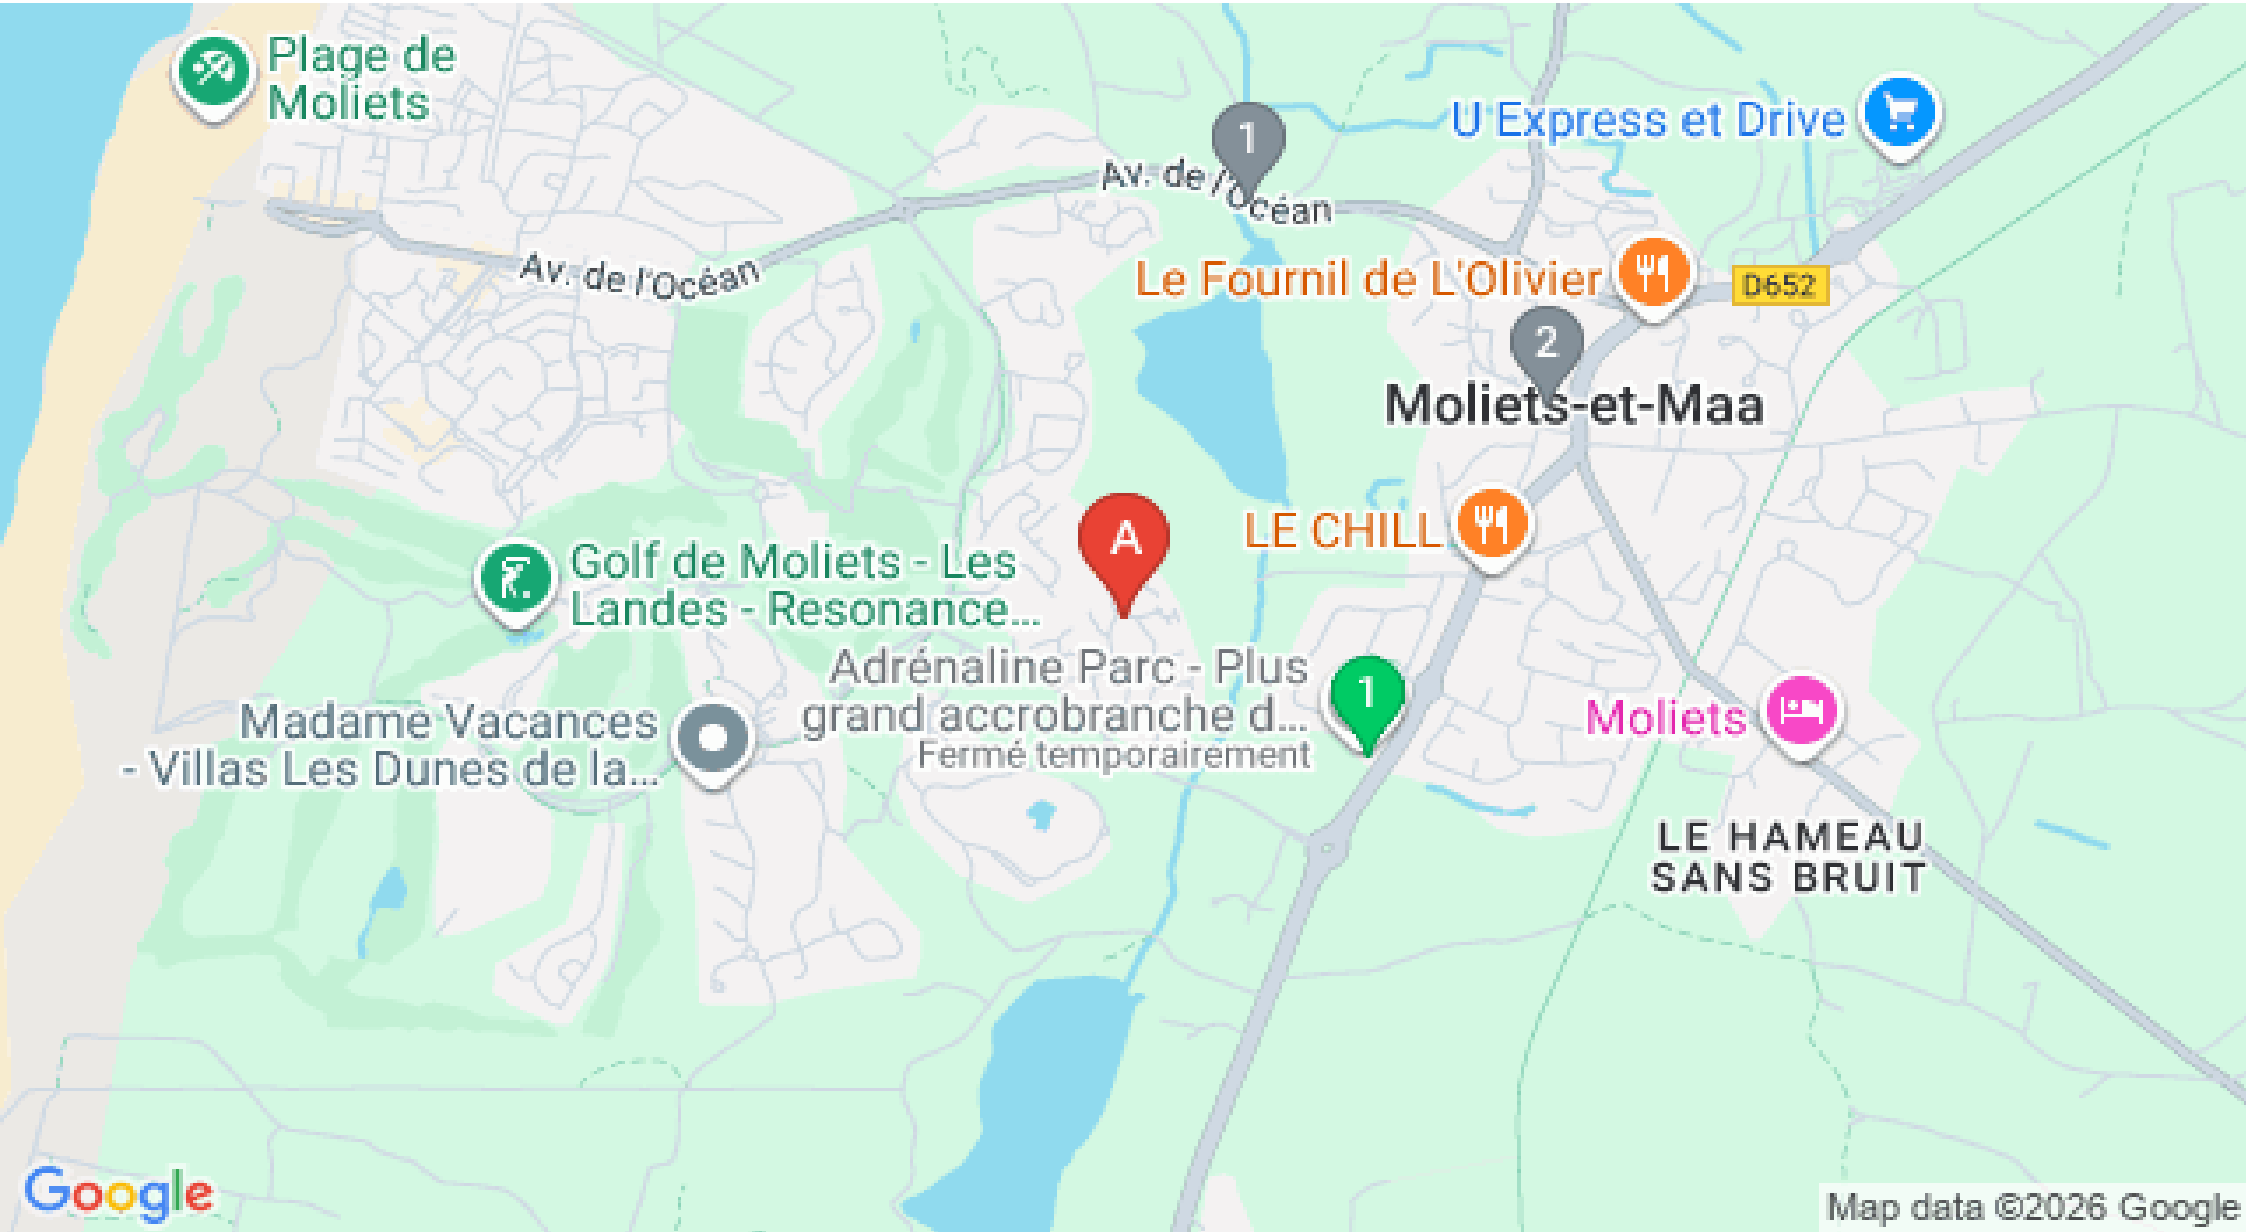 Plage de
Moliets
1
U Express et Drive
Av. de l'Océan
Av. de l'Océan
Le Fournil de L'Olivier
D652
2
Moliets-et-Maa
A
LE CHILL
Golf de Moliets - Les
Landes - Resonance...
Adrénaline Parc - Plus
grand accrobranche d...
Fermé temporairement
1
Madame Vacances
- Villas Les Dunes de la...
Moliets
LE HAMEAU
SANS BRUIT
Google
Map data ©2026 Google